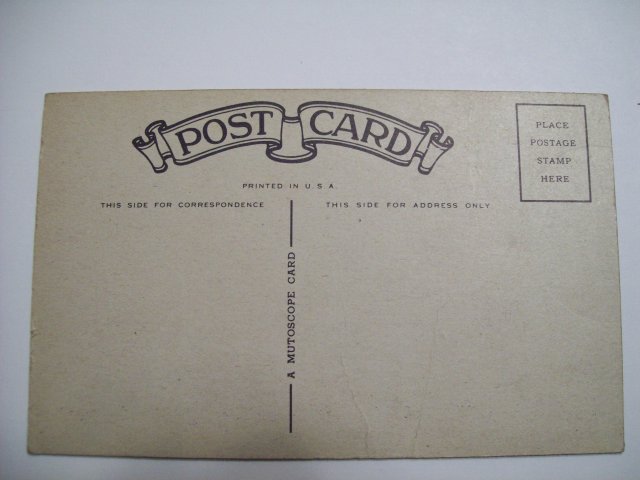 POST CARD
PLACE
POSTAGE
STAMP
HERE
PRINTED IN U.S.A.
THIS SIDE FOR CORRESPONDENCE
THIS SIDE FOR ADDRESS ONLY
A MUTOSCOPE CARD